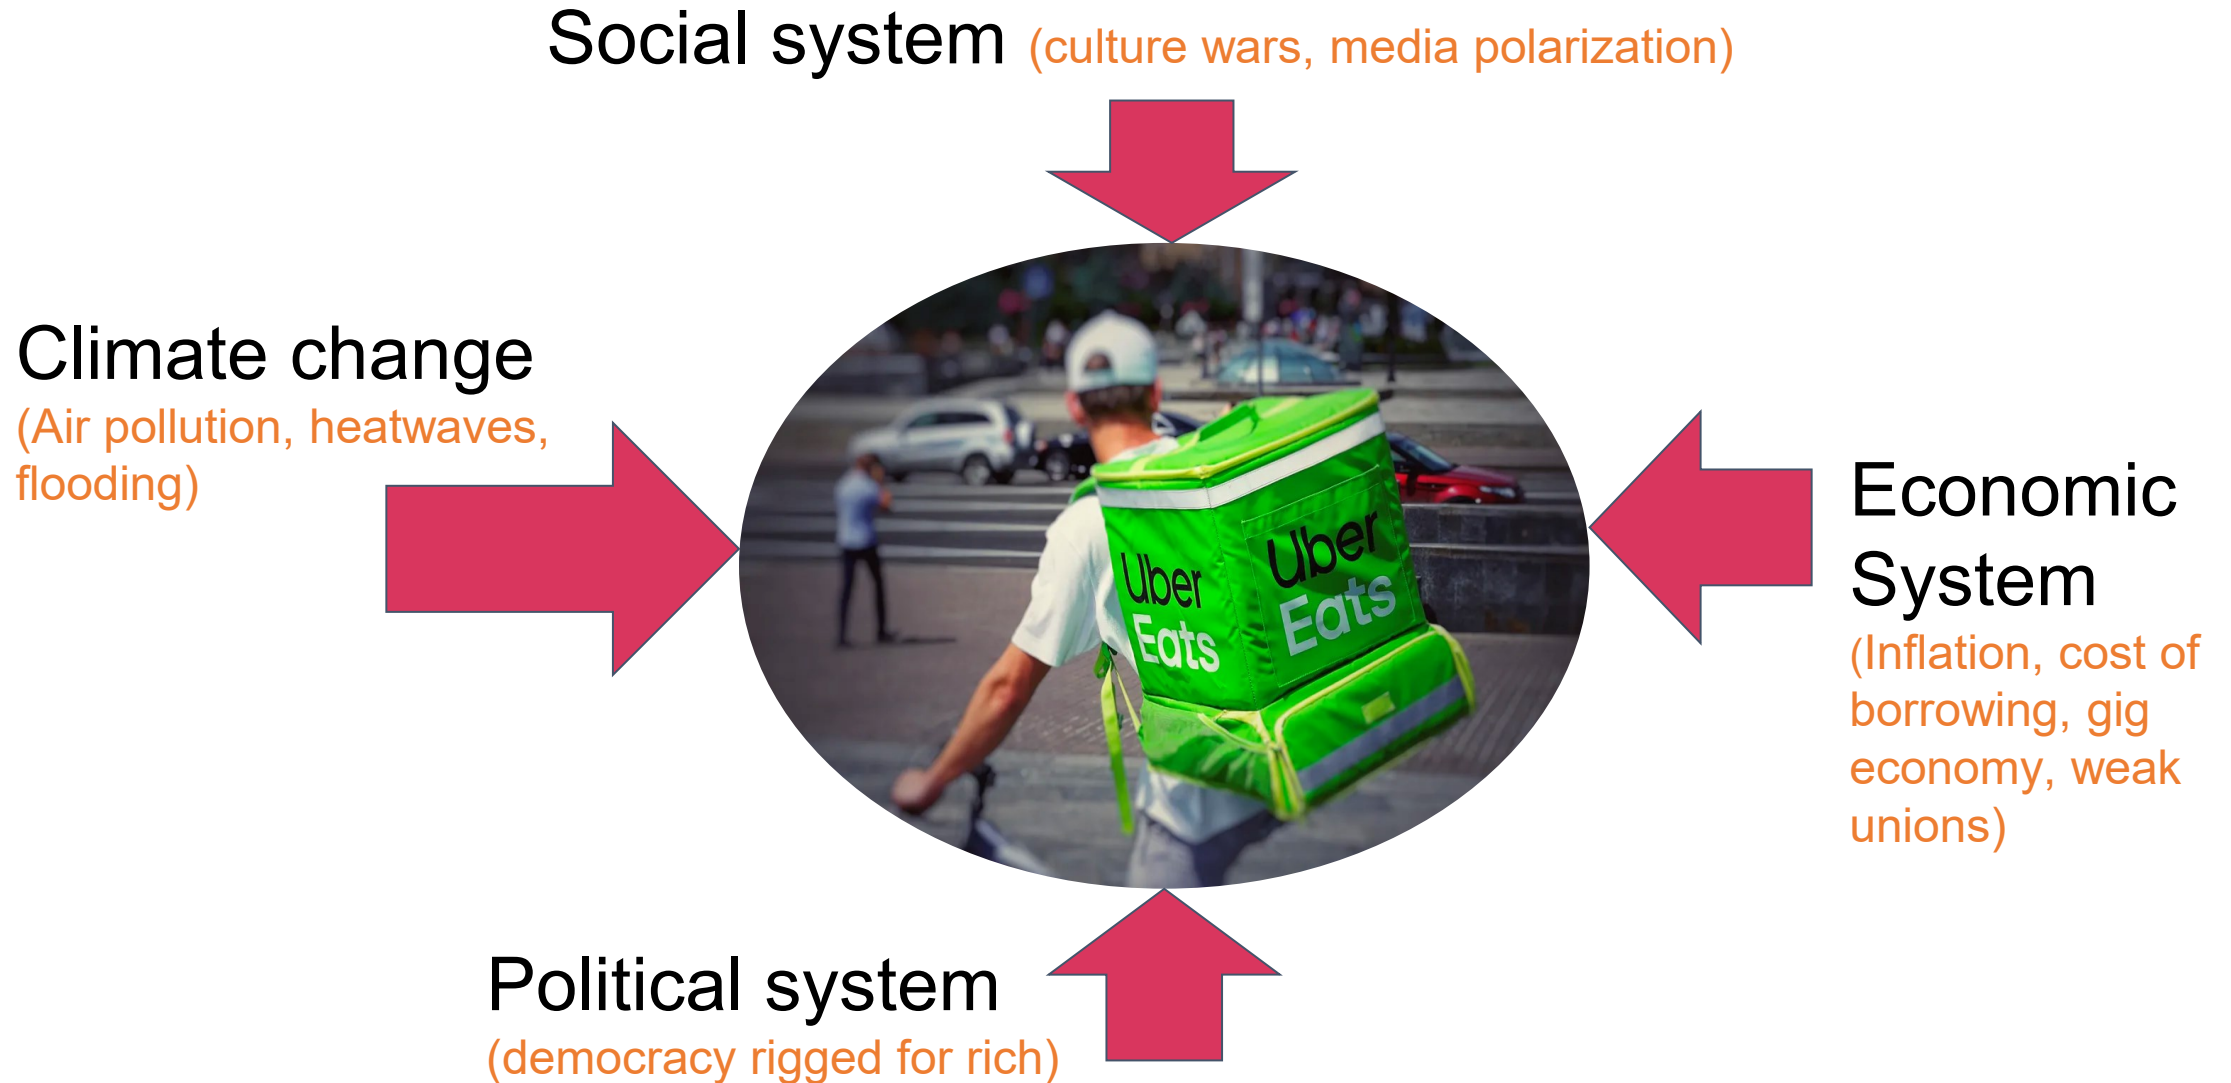 Social system (culture wars, media polarization)
Climate change
(Air pollution, heatwaves,
flooding)
Economic
System
(Inflation, cost of
borrowing, gig
economy, weak
unions)
Uber
Eats
Uber
Eats
Political system
(democracy rigged for rich)